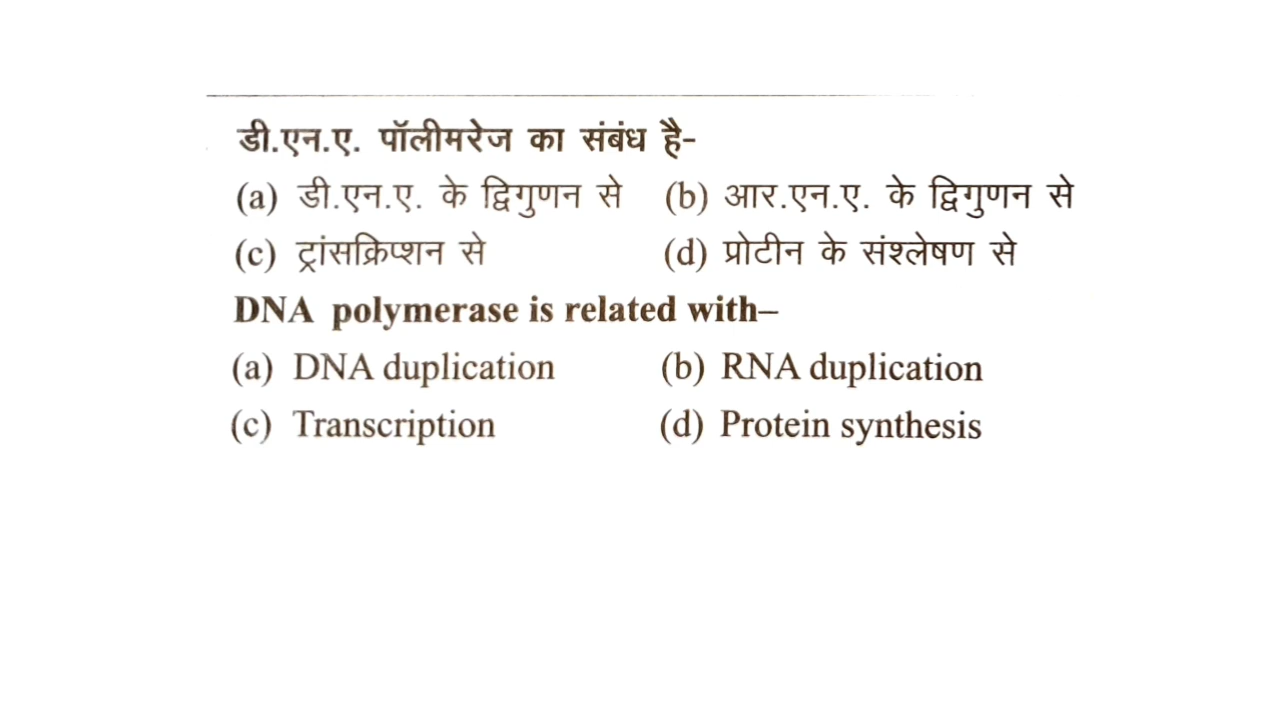 डी.एन.ए. पॉलीमरेज का संबंध है-
(a) डी.एन.ए. के द्विगुणन से (b) आर.एन.ए. के द्विगुणन से
(c) ट्रांसक्रिप्शन से (d) प्रोटीन के संश्लेषण से
DNA polymerase is related with–
(a) DNA duplication (b) RNA duplication
(c) Transcription (d) Protein synthesis